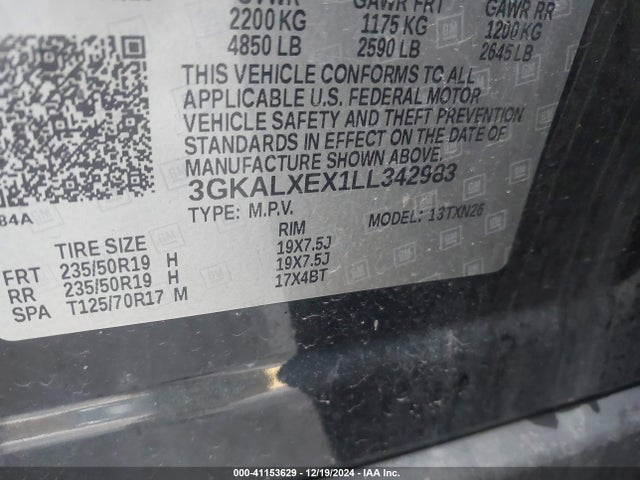 GVWR GAWR FRT GAWR RR
2200 KG 1175 KG 1200 KG
4850 LB 2590 LB 2645 LB
THIS VEHICLE CONFORMS TO ALL
APPLICABLE U.S. FEDERAL MOTOR
VEHICLE SAFETY AND THEFT PREVENTION
STANDARDS IN EFFECT ON THE DATE OF
MANUFACTURE SHOWN ABOVE.
3GKALXEX1LL342983
84A
TYPE: M.P.V. MODEL: 13TXN26
TIRE SIZE RIM
FRT 235/50R19 H 19X7.5J
RR 235/50R19 H 19X7.5J
SPA T125/70R17 M 17X4BT
000-41153629 - 12/19/2024 - IAA Inc.